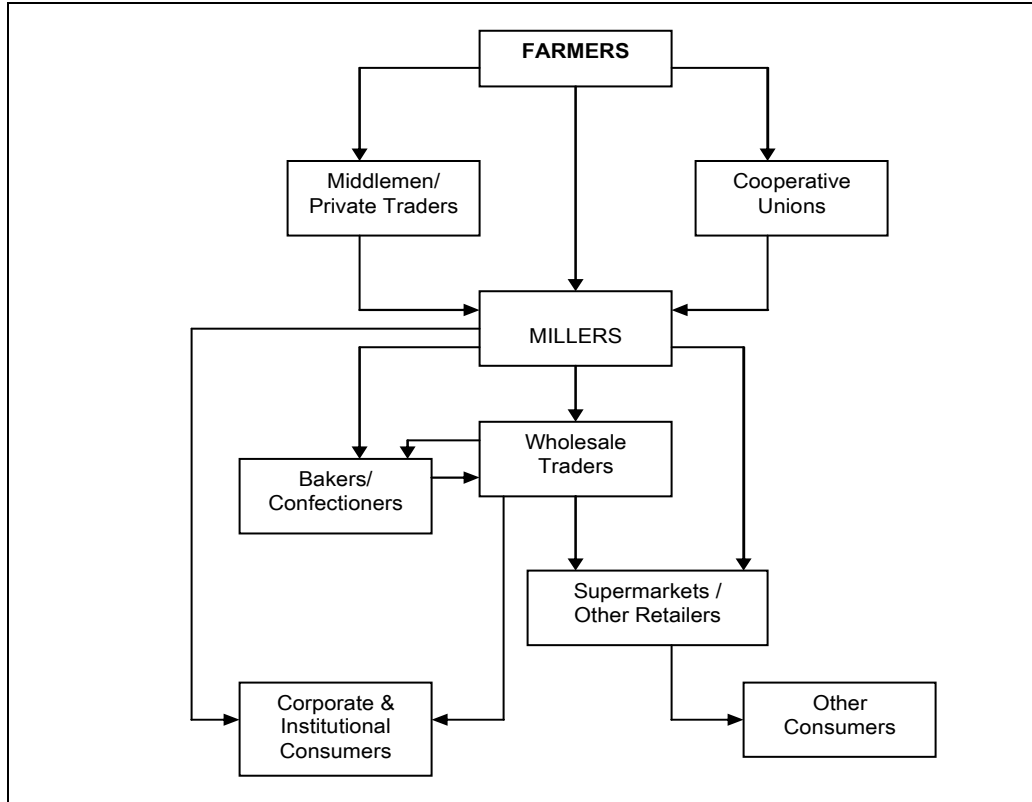 FARMERS
Middlemen/
Private Traders
Cooperative
Unions
MILLERS
Wholesale
Traders
Bakers/
Confectioners
Supermarkets /
Other Retailers
Corporate &
Institutional
Consumers
Other
Consumers